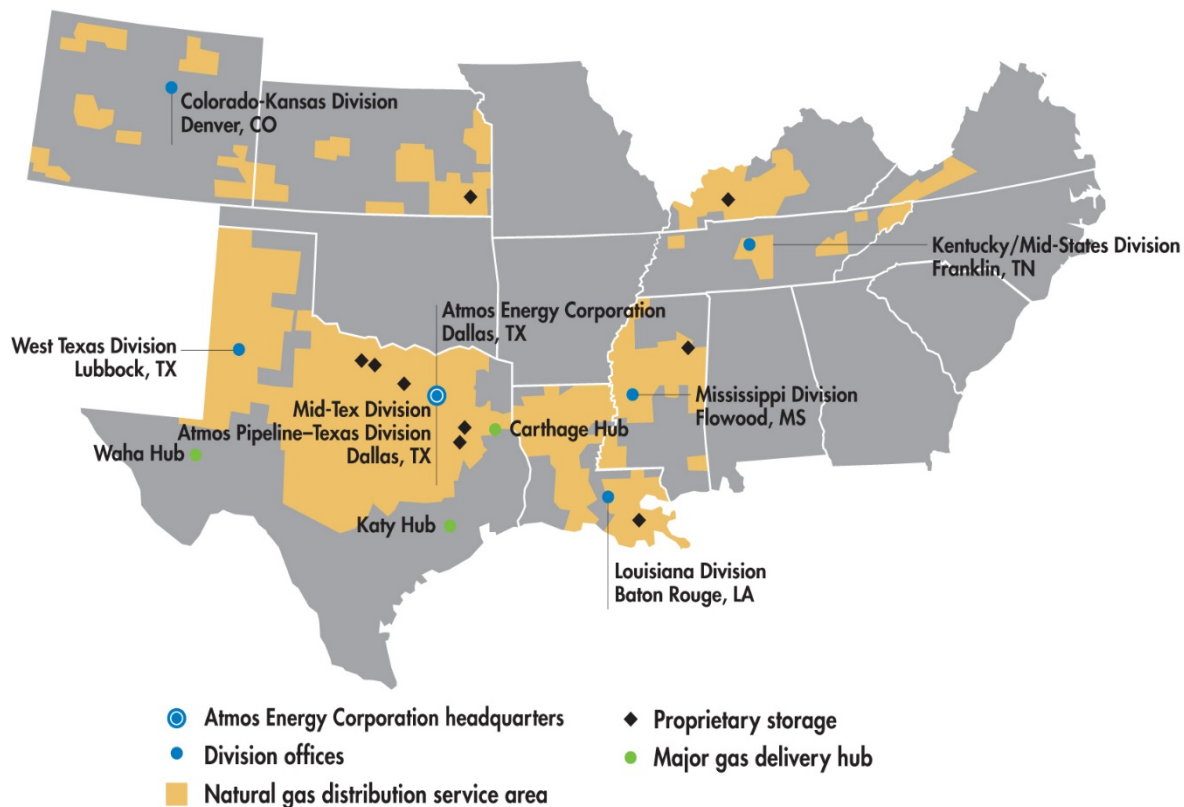 Colorado-Kansas Division
Denver, CO
Kentucky/Mid-States Division
Franklin, TN
Atmos Energy Corporation
Dallas, TX
West Texas Division
Lubbock, TX
Mississippi Division
Flowood, MS
Mid-Tex Division
Atmos Pipeline–Texas Division
Dallas, TX
Carthage Hub
Waha Hub
Katy Hub
Louisiana Division
Baton Rouge, LA
Atmos Energy Corporation headquarters
Division offices
Natural gas distribution service area
Proprietary storage
Major gas delivery hub